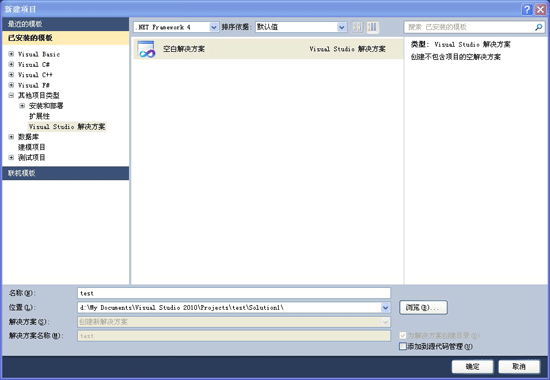 新建项目
最近的模板
.NET Framework 4 排序依据: 默认值 搜索 已安装的模板
已安装的模板
Visual Basic
Visual C#
Visual C++
Visual F#
其他项目类型
安装和部署
扩展性
Visual Studio 解决方案
数据库
建模项目
测试项目
联机模板
空白解决方案 Visual Studio 解决方案
类型: Visual Studio 解决方案
创建不包含项目的空解决方案
名称(N): test
位置(L): d:\My Documents\Visual Studio 2010\Projects\test\Solution1\ 浏览(B)...
解决方案(S): 创建新解决方案
解决方案名称(M): test
为解决方案创建目录(D)
添加到源代码管理(U)
确定 取消